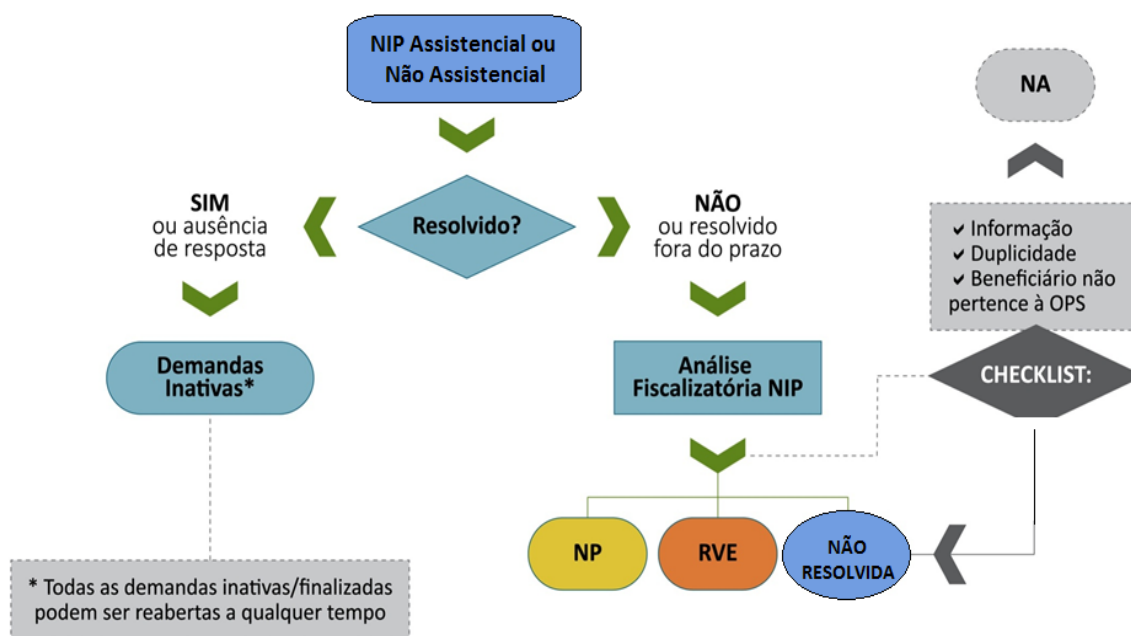 NIP Assistencial ou
Não Assistencial
NA
SIM
ou ausência
de resposta
Resolvido?
NÃO
ou resolvido
fora do prazo
Informação
Duplicidade
Beneficiário não
pertence à OPS
Demandas
Inativas*
Análise
Fiscalizatória NIP
CHECKLIST:
NP
RVE
NÃO
RESOLVIDA
* Todas as demandas inativas/finalizadas
podem ser reabertas a qualquer tempo